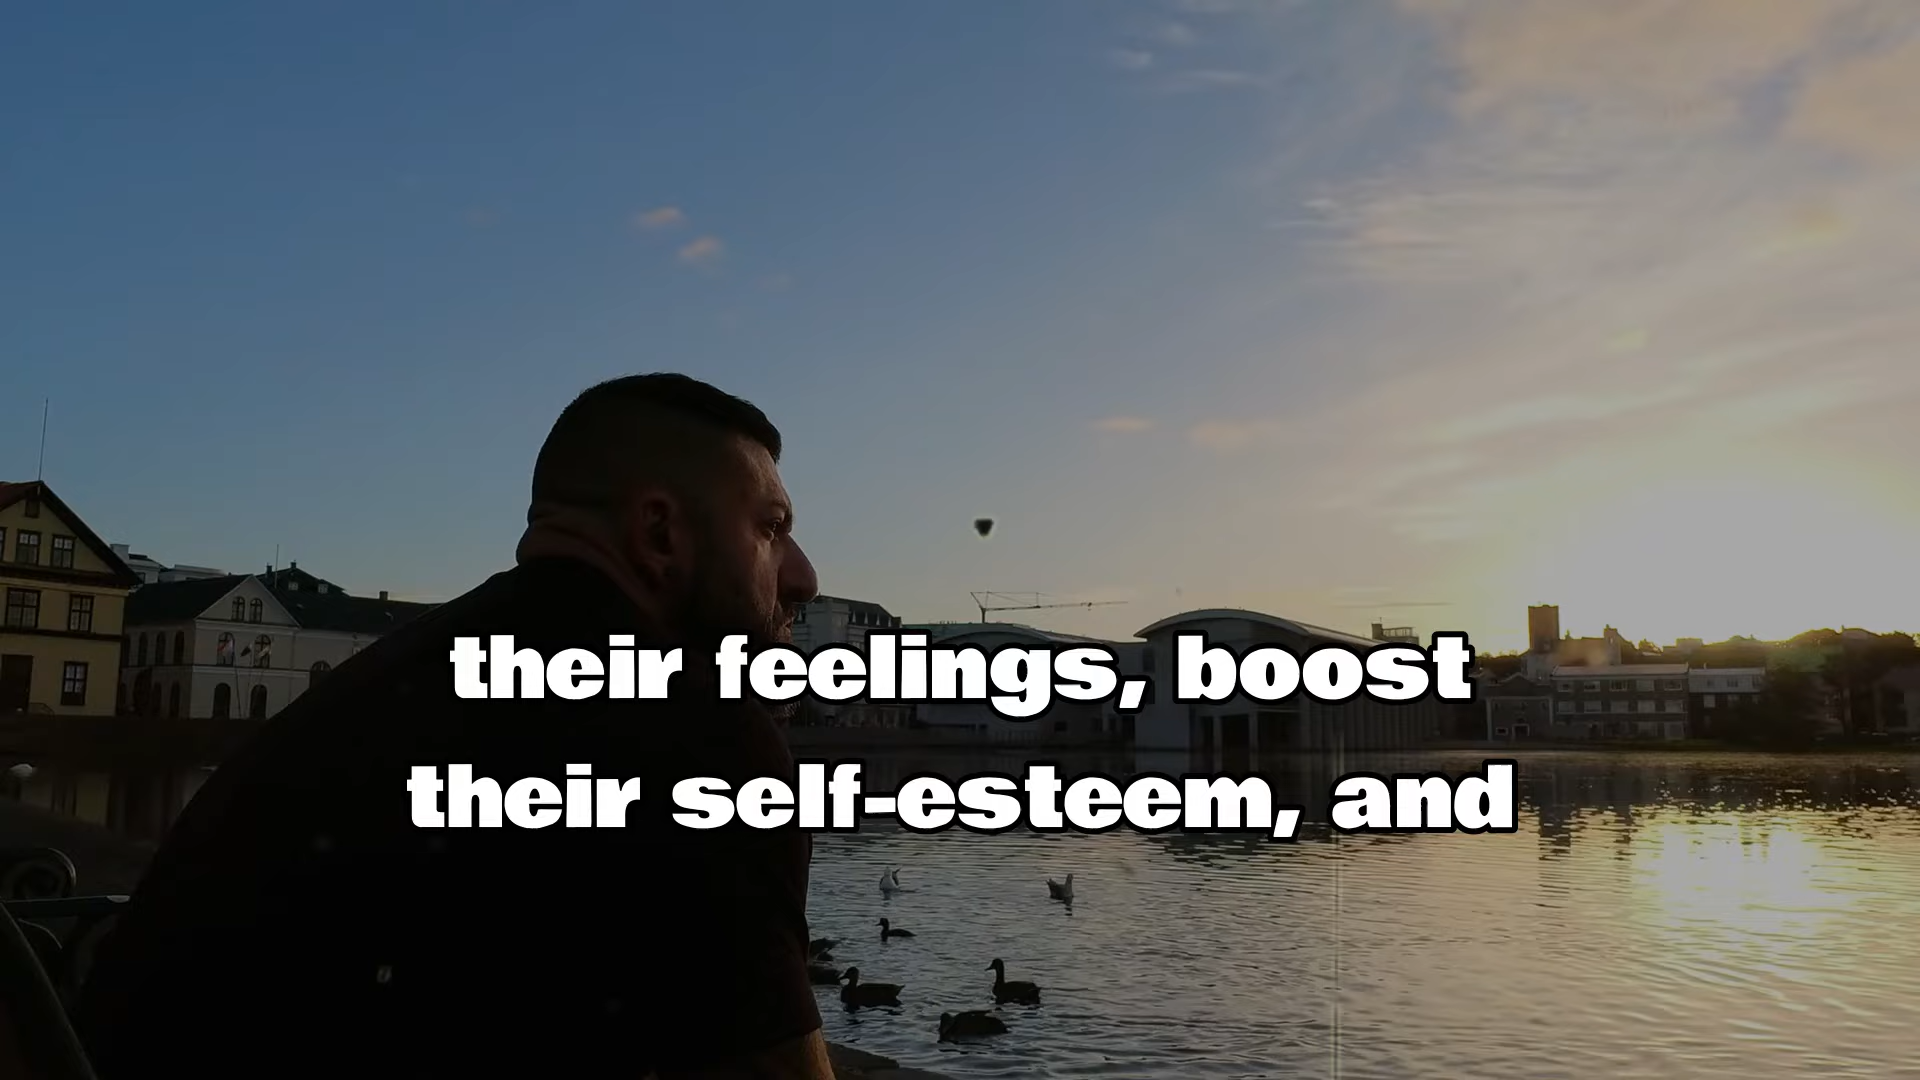 their feelings, boost
their self-esteem, and